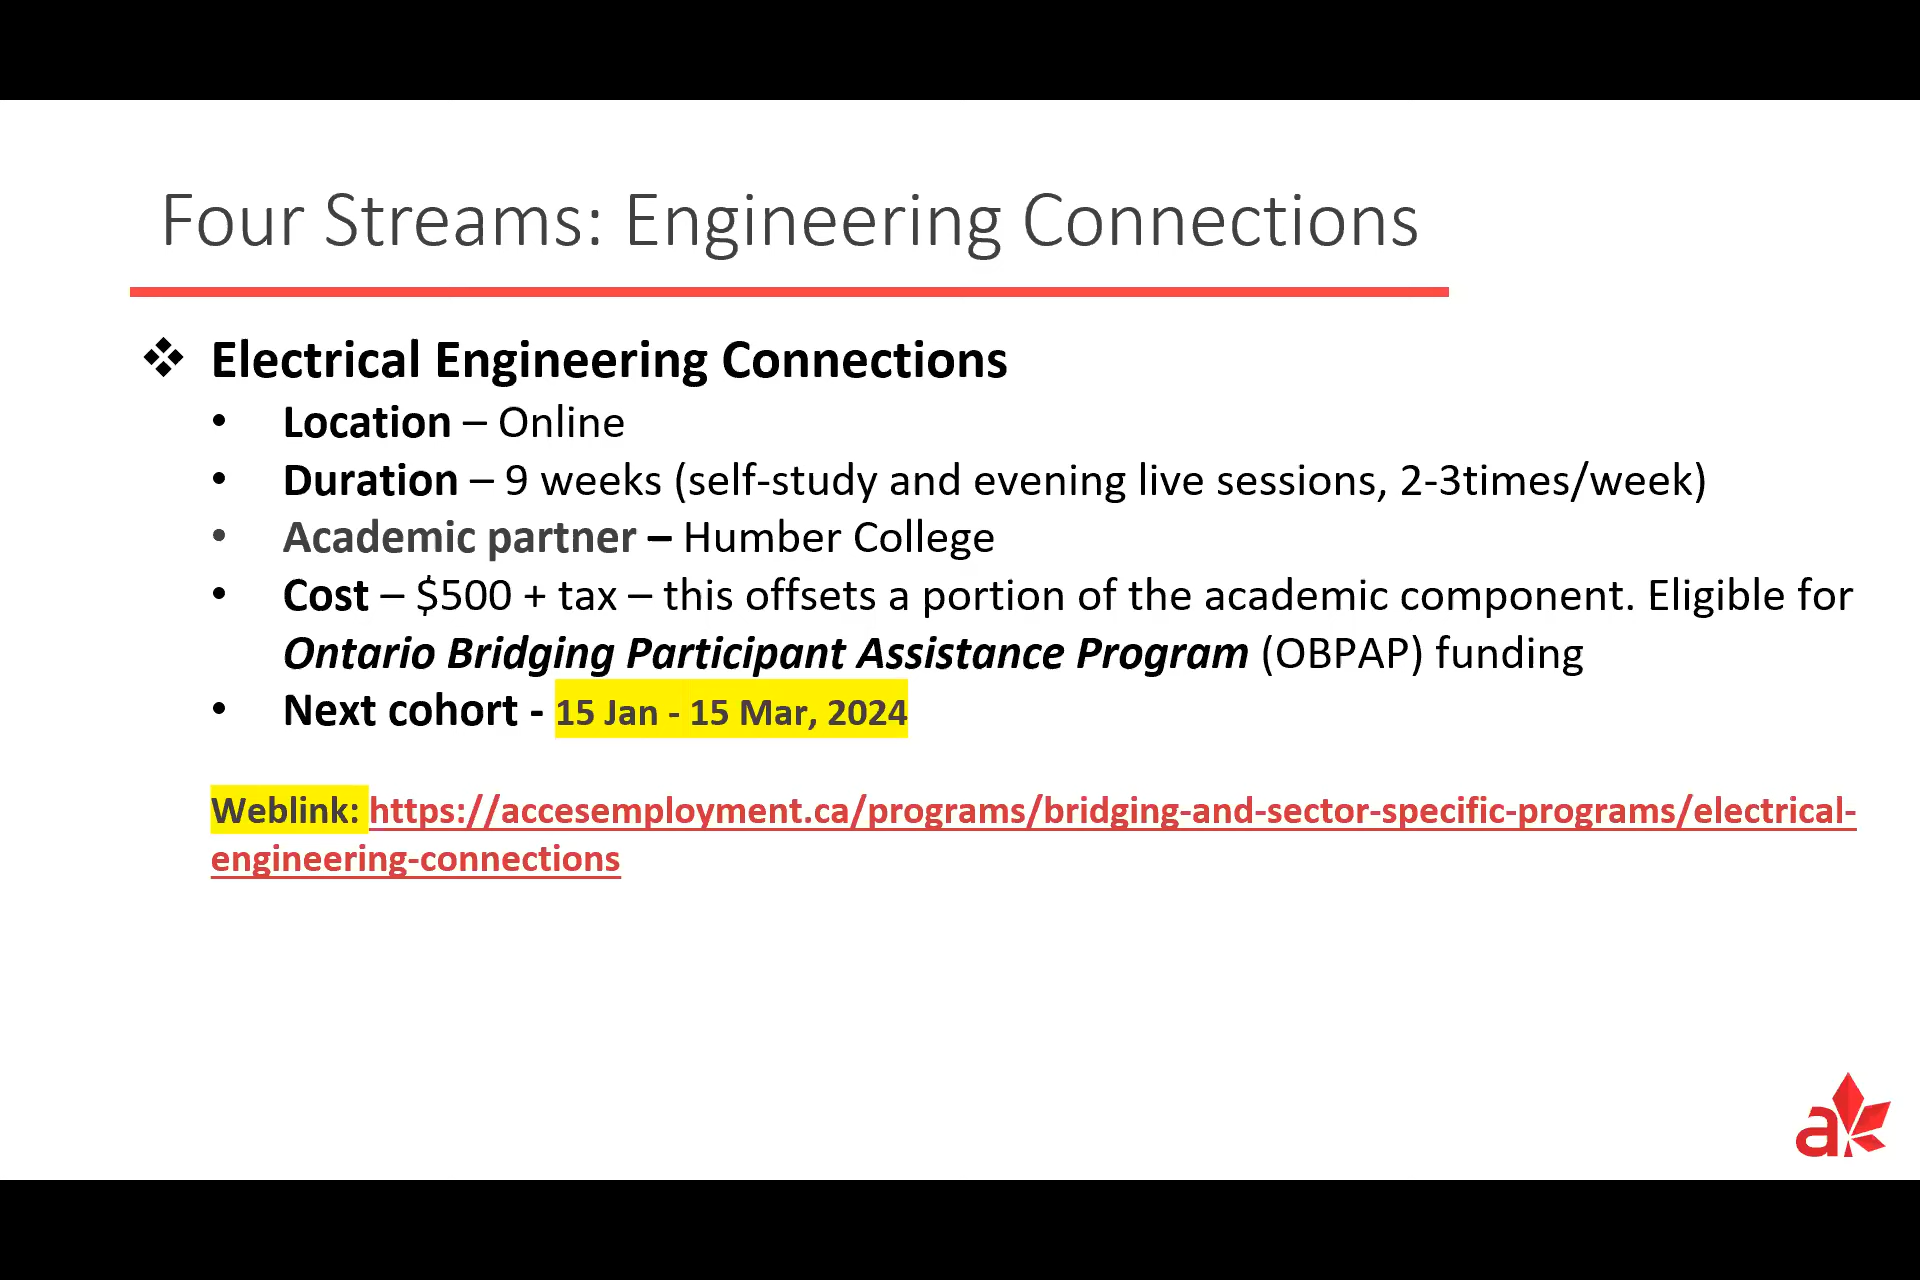 Four Streams: Engineering Connections
❖ Electrical Engineering Connections
• Location – Online
• Duration – 9 weeks (self-study and evening live sessions, 2-3times/week)
• Academic partner – Humber College
• Cost – $500 + tax – this offsets a portion of the academic component. Eligible for
Ontario Bridging Participant Assistance Program (OBPAP) funding
• Next cohort - 15 Jan - 15 Mar, 2024
Weblink: https://accesemployment.ca/programs/bridging-and-sector-specific-programs/electrical-
engineering-connections
a